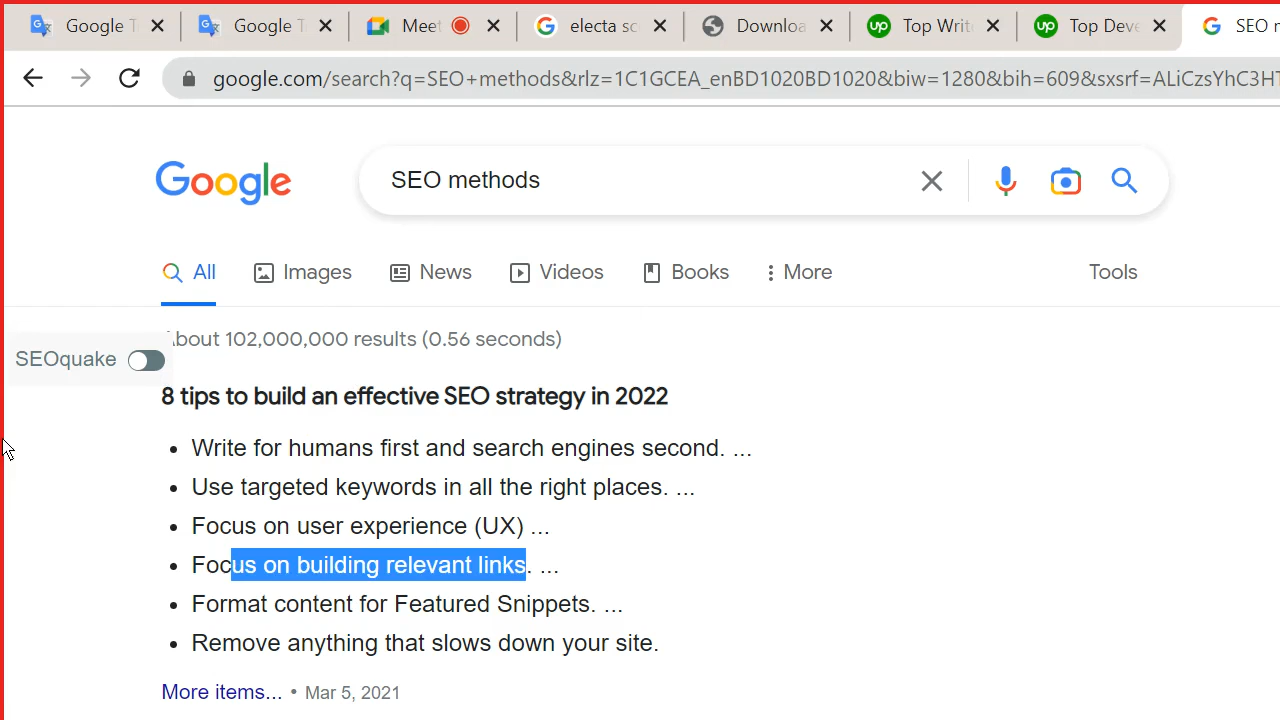 Google T
Google T
Meet
electa sc
Downloa
Top Write
Top Deve
SEO m
google.com/search?q=SEO+methods&rlz=1C1GCEA_enBD1020BD1020&biw=1280&bih=609&sxsrf=ALiCzsYhC3HT
Google
SEO methods
All
Images
News
Videos
Books
More
Tools
About 102,000,000 results (0.56 seconds)
SEOquake
8 tips to build an effective SEO strategy in 2022
• Write for humans first and search engines second. ...
• Use targeted keywords in all the right places. ...
• Focus on user experience (UX) ...
• Focus on building relevant links. ...
• Format content for Featured Snippets. ...
• Remove anything that slows down your site.
More items... • Mar 5, 2021